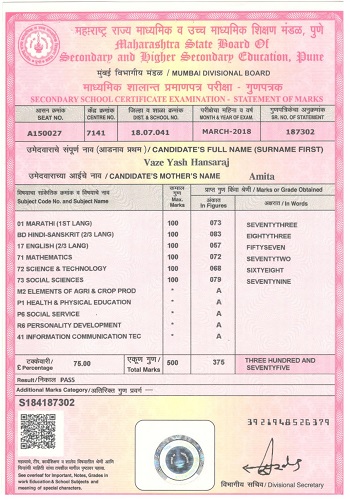 महाराष्ट्र राज्य माध्यमिक व उच्च माध्यमिक शिक्षण मंडळ, पुणे
Maharashtra State Board Of
Secondary and Higher Secondary Education, Pune
मुंबई विभागीय मंडळ / MUMBAI DIVISIONAL BOARD
माध्यमिक शालान्त प्रमाणपत्र परीक्षा - गुणपत्रक
SECONDARY SCHOOL CERTIFICATE EXAMINATION - STATEMENT OF MARKS
आसन क्रमांक केंद्र क्रमांक जिल्हा व शाळा क्रमांक परीक्षेचा महिना व वर्ष गुणपत्रिकेचा अनुक्रमांक
SEAT NO. CENTRE NO. DIST. & SCHOOL NO. MONTH & YEAR OF EXAM. SR. NO. OF STATEMENT
A150027 7141 18.07.041 MARCH-2018 187302
उमेदवाराचे संपूर्ण नाव (आडनाव प्रथम) / CANDIDATE'S FULL NAME (SURNAME FIRST)
Vaze Yash Hansaraj
उमेदवाराच्या आईचे नाव / CANDIDATE'S MOTHER'S NAME Amita
विषयाचा सांकेतिक क्रमांक व विषयाचे नाव
Subject Code No. and Subject Name
कमाल गुण Max. Marks
प्राप्त गुण किंवा श्रेणी / Marks or Grade Obtained
अंकात In Figures अक्षरात / In Words
01 MARATHI (1ST LANG) 100 073 SEVENTYTHREE
BD HINDI-SANSKRIT (2/3 LANG) 100 083 EIGHTYTHREE
17 ENGLISH (2/3 LANG) 100 057 FIFTYSEVEN
71 MATHEMATICS 100 072 SEVENTYTWO
72 SCIENCE & TECHNOLOGY 100 068 SIXTYEIGHT
73 SOCIAL SCIENCES 100 079 SEVENTYNINE
M2 ELEMENTS OF AGRI & CROP PROD * A
P1 HEALTH & PHYSICAL EDUCATION * A
P6 SOCIAL SERVICE * A
R6 PERSONALITY DEVELOPMENT * A
41 INFORMATION COMMUNICATION TEC * A
टक्केवारी / Percentage 75.00 एकूण गुण / Total Marks 500 375 THREE HUNDRED AND SEVENTYFIVE
Result/निकाल PASS
Additional Marks Category/अतिरिक्त गुण प्रवर्ग —
S184187302
3921948526379
See overleaf for Important, Notes, Grades in
work Education & School Subjects and
meaning of special characters.
विभागीय सचिव / Divisional Secretary